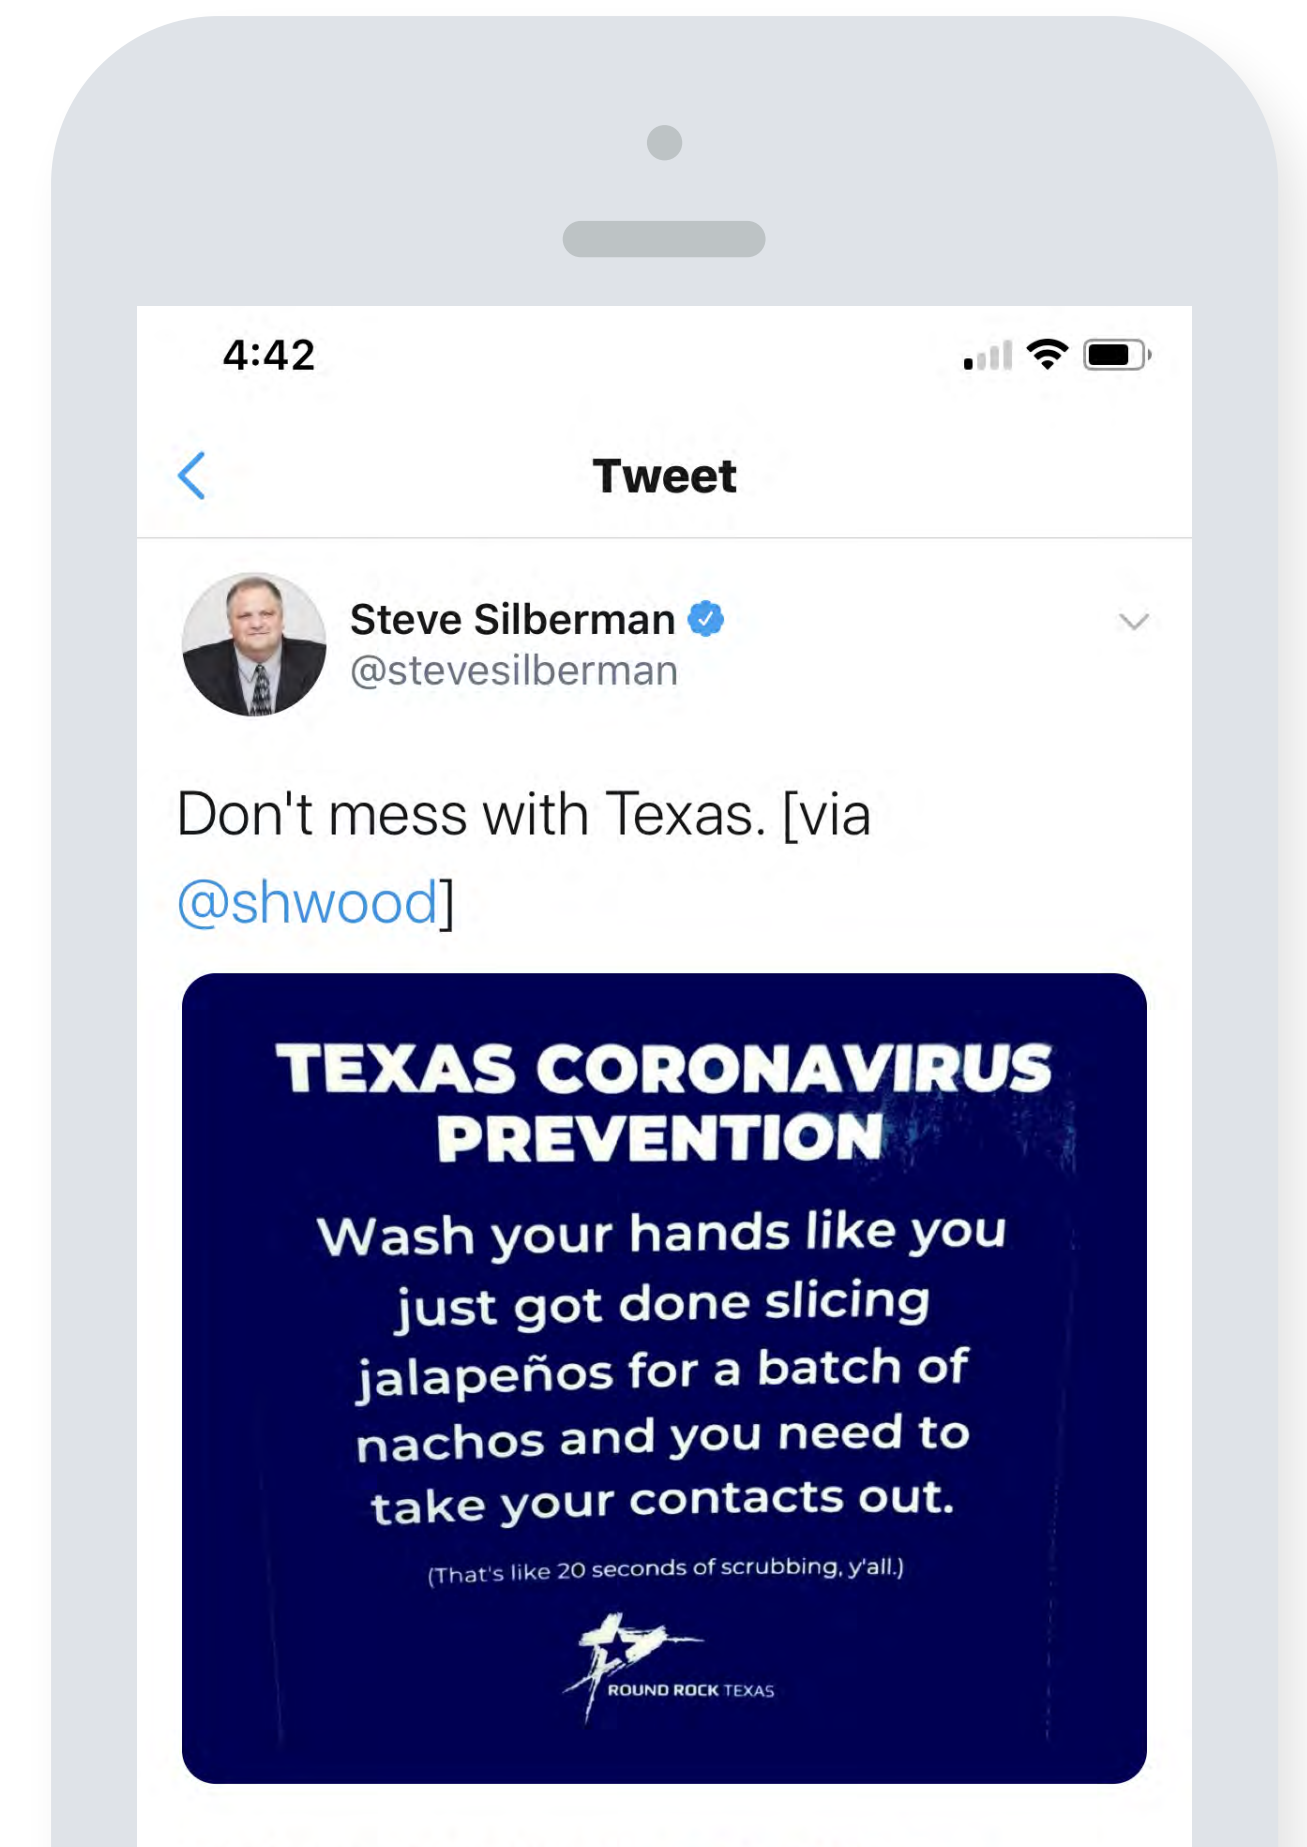 4:42
Tweet
Steve Silberman
@stevesilberman
Don't mess with Texas. [via
@shwood]
TEXAS CORONAVIRUS
PREVENTION
Wash your hands like you
just got done slicing
jalapeños for a batch of
nachos and you need to
take your contacts out.
(That's like 20 seconds of scrubbing, y'all.)
ROUND ROCK TEXAS